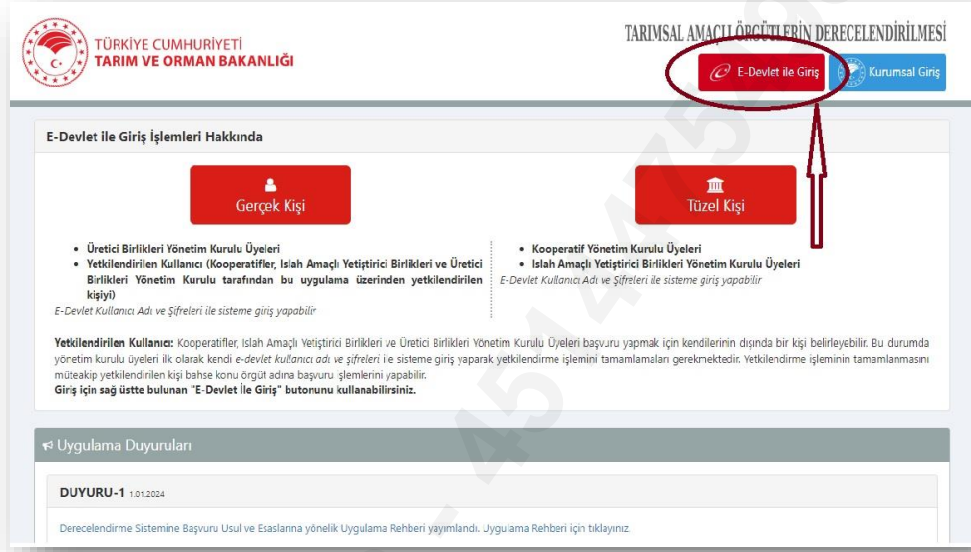 TÜRKİYE CUMHURİYETİ
TARIM VE ORMAN BAKANLIĞI
TARIMSAL AMAÇLI ÖRGÜTLERİN DERECELENDİRİLMESİ
E-Devlet ile Giriş
Kurumsal Giriş
E-Devlet ile Giriş İşlemleri Hakkında
Gerçek Kişi
• Üretici Birlikleri Yönetim Kurulu Üyeleri
• Yetkilendirilen Kullanıcı (Kooperatifler, Islah Amaçlı Yetiştirici Birlikleri ve Üretici
Birlikleri Yönetim Kurulu tarafından bu uygulama üzerinden yetkilendirilen
kişiyi)
E-Devlet Kullanıcı Adı ve Şifreleri ile sisteme giriş yapabilir
Tüzel Kişi
• Kooperatif Yönetim Kurulu Üyeleri
• Islah Amaçlı Yetiştirici Birlikleri Yönetim Kurulu Üyeleri
E-Devlet Kullanıcı Adı ve Şifreleri ile sisteme giriş yapabilir
Yetkilendirilen Kullanıcı: Kooperatifler, Islah Amaçlı Yetiştirici Birlikleri ve Üretici Birlikleri Yönetim Kurulu Üyeleri başvuru yapmak için kendilerinin dışında bir kişi belirleyebilir. Bu durumda
yönetim kurulu üyeleri ilk olarak kendi e-devlet kullanıcı adı ve şifreleri ile sisteme giriş yaparak yetkilendirme işlemini tamamlamaları gerekmektedir. Yetkilendirme işleminin tamamlanmasını
müteakip yetkilendirilen kişi bahse konu örgüt adına başvuru işlemlerini yapabilir.
Giriş için sağ üstte bulunan "E-Devlet İle Giriş" butonunu kullanabilirsiniz.
Uygulama Duyuruları
DUYURU-1 1.01.2024
Derecelendirme Sistemine Başvuru Usul ve Esaslarına yönelik Uygulama Rehberi yayımlandı. Uygulama Rehberi için tıklayınız.